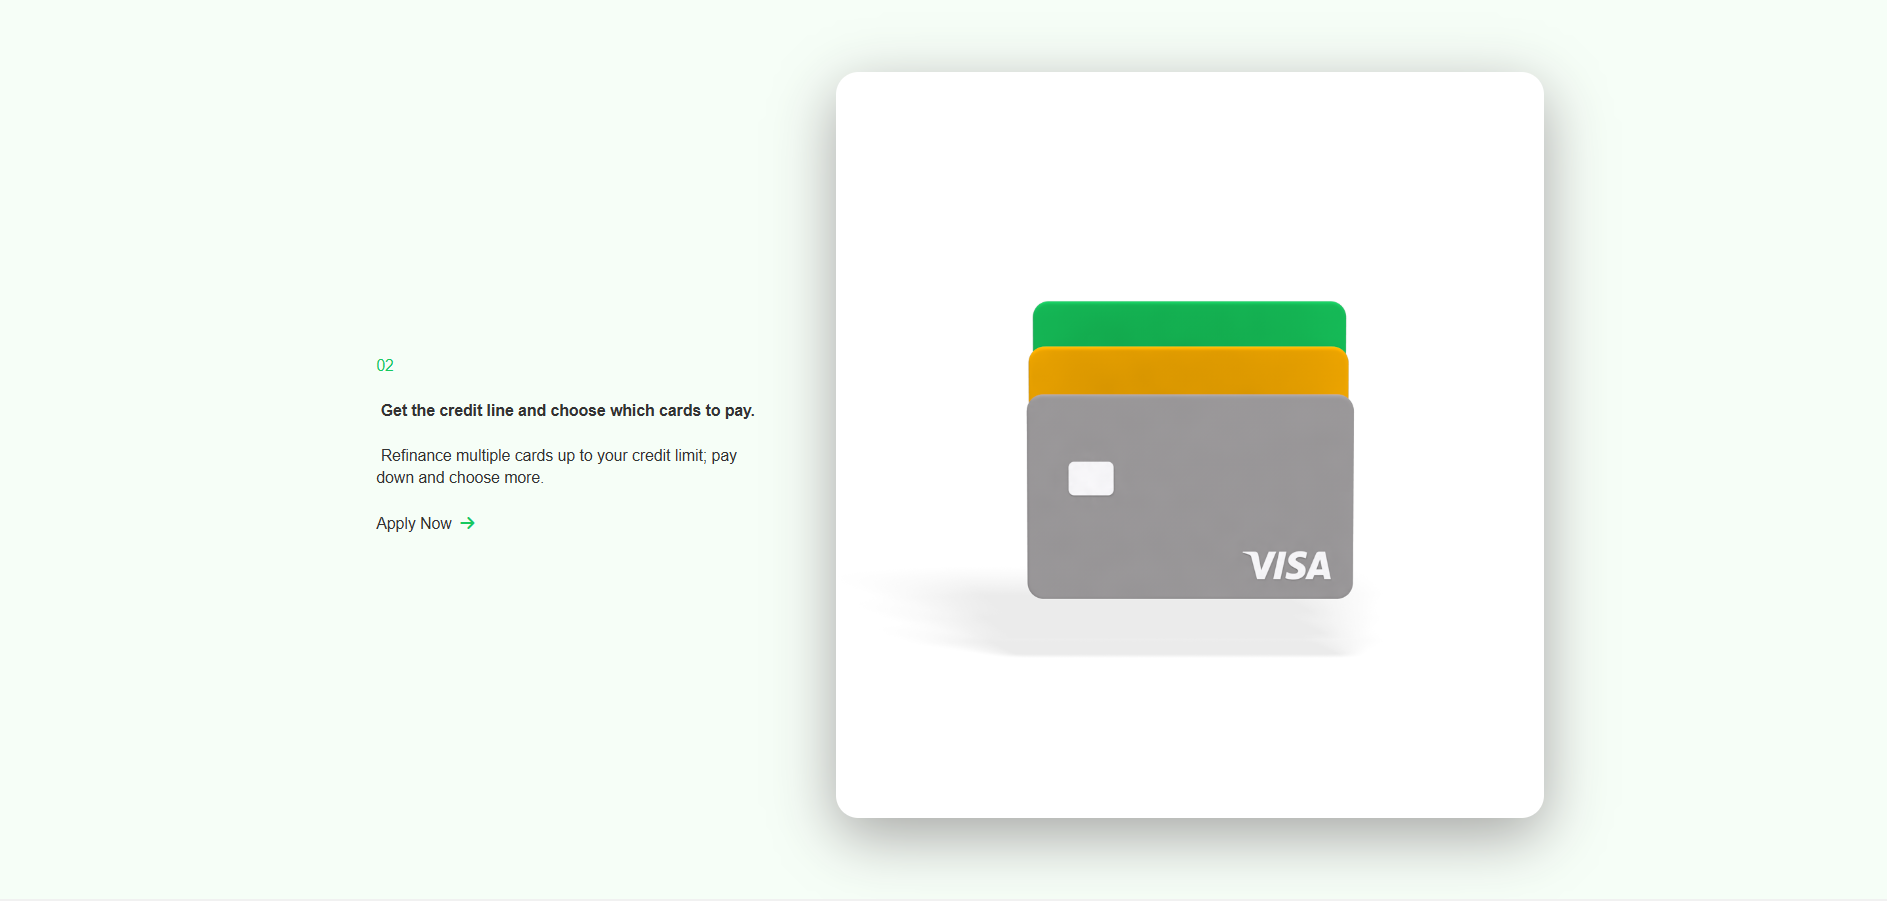 02
Get the credit line and choose which cards to pay.
Refinance multiple cards up to your credit limit; pay
down and choose more.
Apply Now
VISA